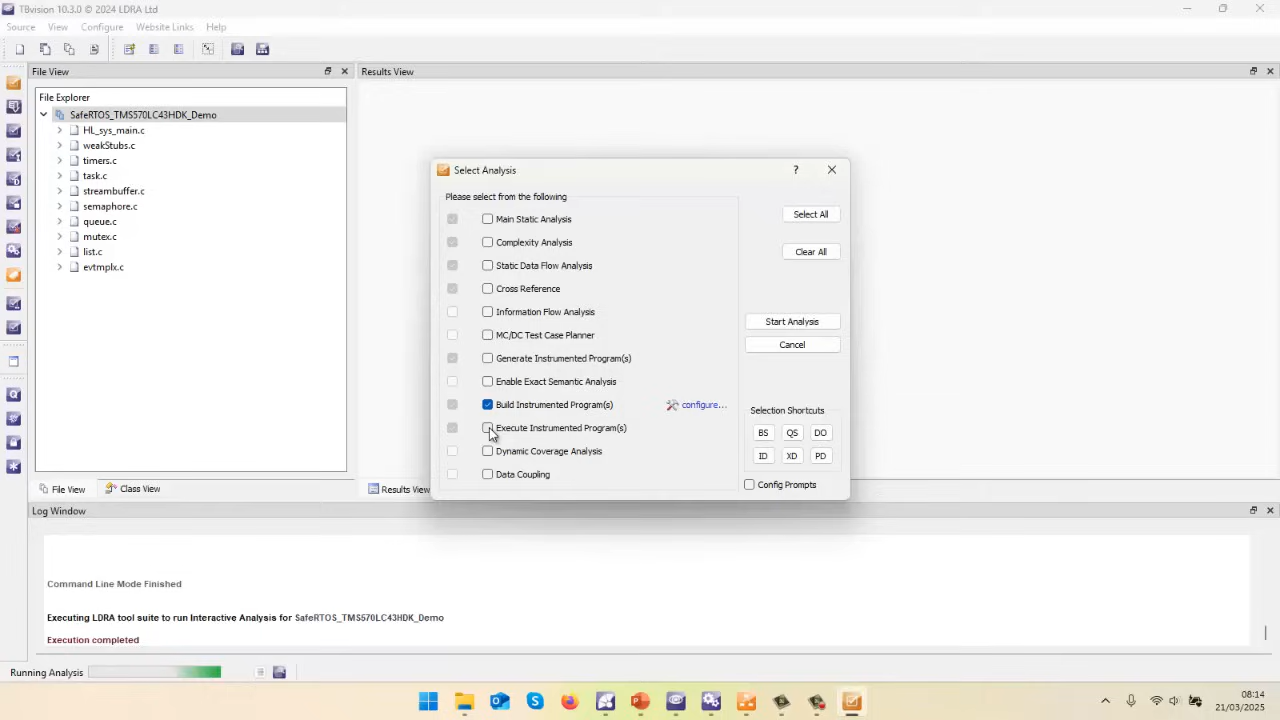 TBvision 10.3.0 © 2024 LDRA Ltd
Source View Configure Website Links Help
File View
Results View
File Explorer
SafeRTOS_TMS570LC43HDK_Demo
HL_sys_main.c
weakStubs.c
timers.c
task.c
streambuffer.c
semaphore.c
queue.c
mutex.c
list.c
evtmplx.c
Select Analysis
?
Please select from the following
Main Static Analysis
Complexity Analysis
Static Data Flow Analysis
Cross Reference
Information Flow Analysis
MC/DC Test Case Planner
Generate Instrumented Program(s)
Enable Exact Semantic Analysis
Build Instrumented Program(s) configure...
Execute Instrumented Program(s)
Dynamic Coverage Analysis
Data Coupling
Select All
Clear All
Start Analysis
Cancel
Selection Shortcuts
BS QS DO
ID XD PD
Config Prompts
File View Class View
Results View
Log Window
Command Line Mode Finished
Executing LDRA tool suite to run Interactive Analysis for SafeRTOS_TMS570LC43HDK_Demo
Execution completed
Running Analysis
08:14
21/03/2025